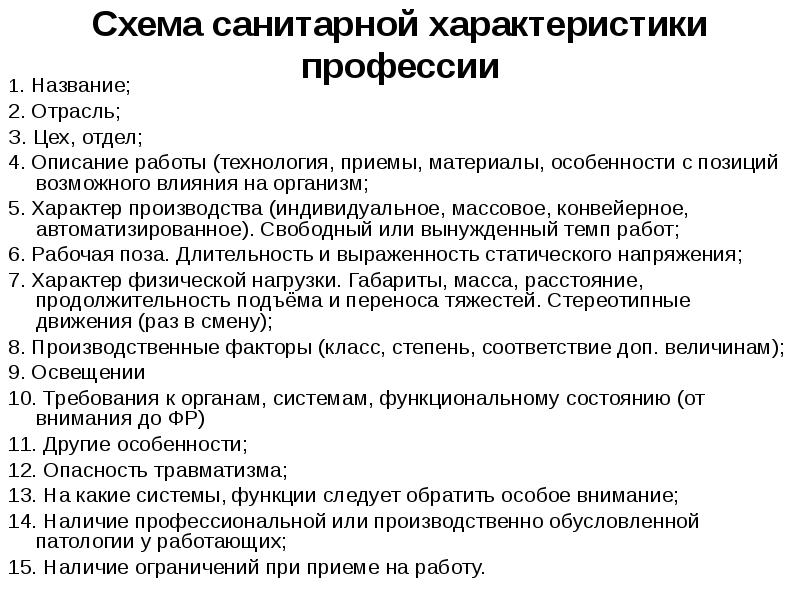 Схема санитарной характеристики
профессии
1. Название;
2. Отрасль;
3. Цех, отдел;
4. Описание работы (технология, приемы, материалы, особенности с позиций
возможного влияния на организм;
5. Характер производства (индивидуальное, массовое, конвейерное,
автоматизированное). Свободный или вынужденный темп работ;
6. Рабочая поза. Длительность и выраженность статического напряжения;
7. Характер физической нагрузки. Габариты, масса, расстояние,
продолжительность подъёма и переноса тяжестей. Стереотипные
движения (раз в смену);
8. Производственные факторы (класс, степень, соответствие доп. величинам);
9. Освещении
10. Требования к органам, системам, функциональному состоянию (от
внимания до ФР)
11. Другие особенности;
12. Опасность травматизма;
13. На какие системы, функции следует обратить особое внимание;
14. Наличие профессиональной или производственно обусловленной
патологии у работающих;
15. Наличие ограничений при приеме на работу.